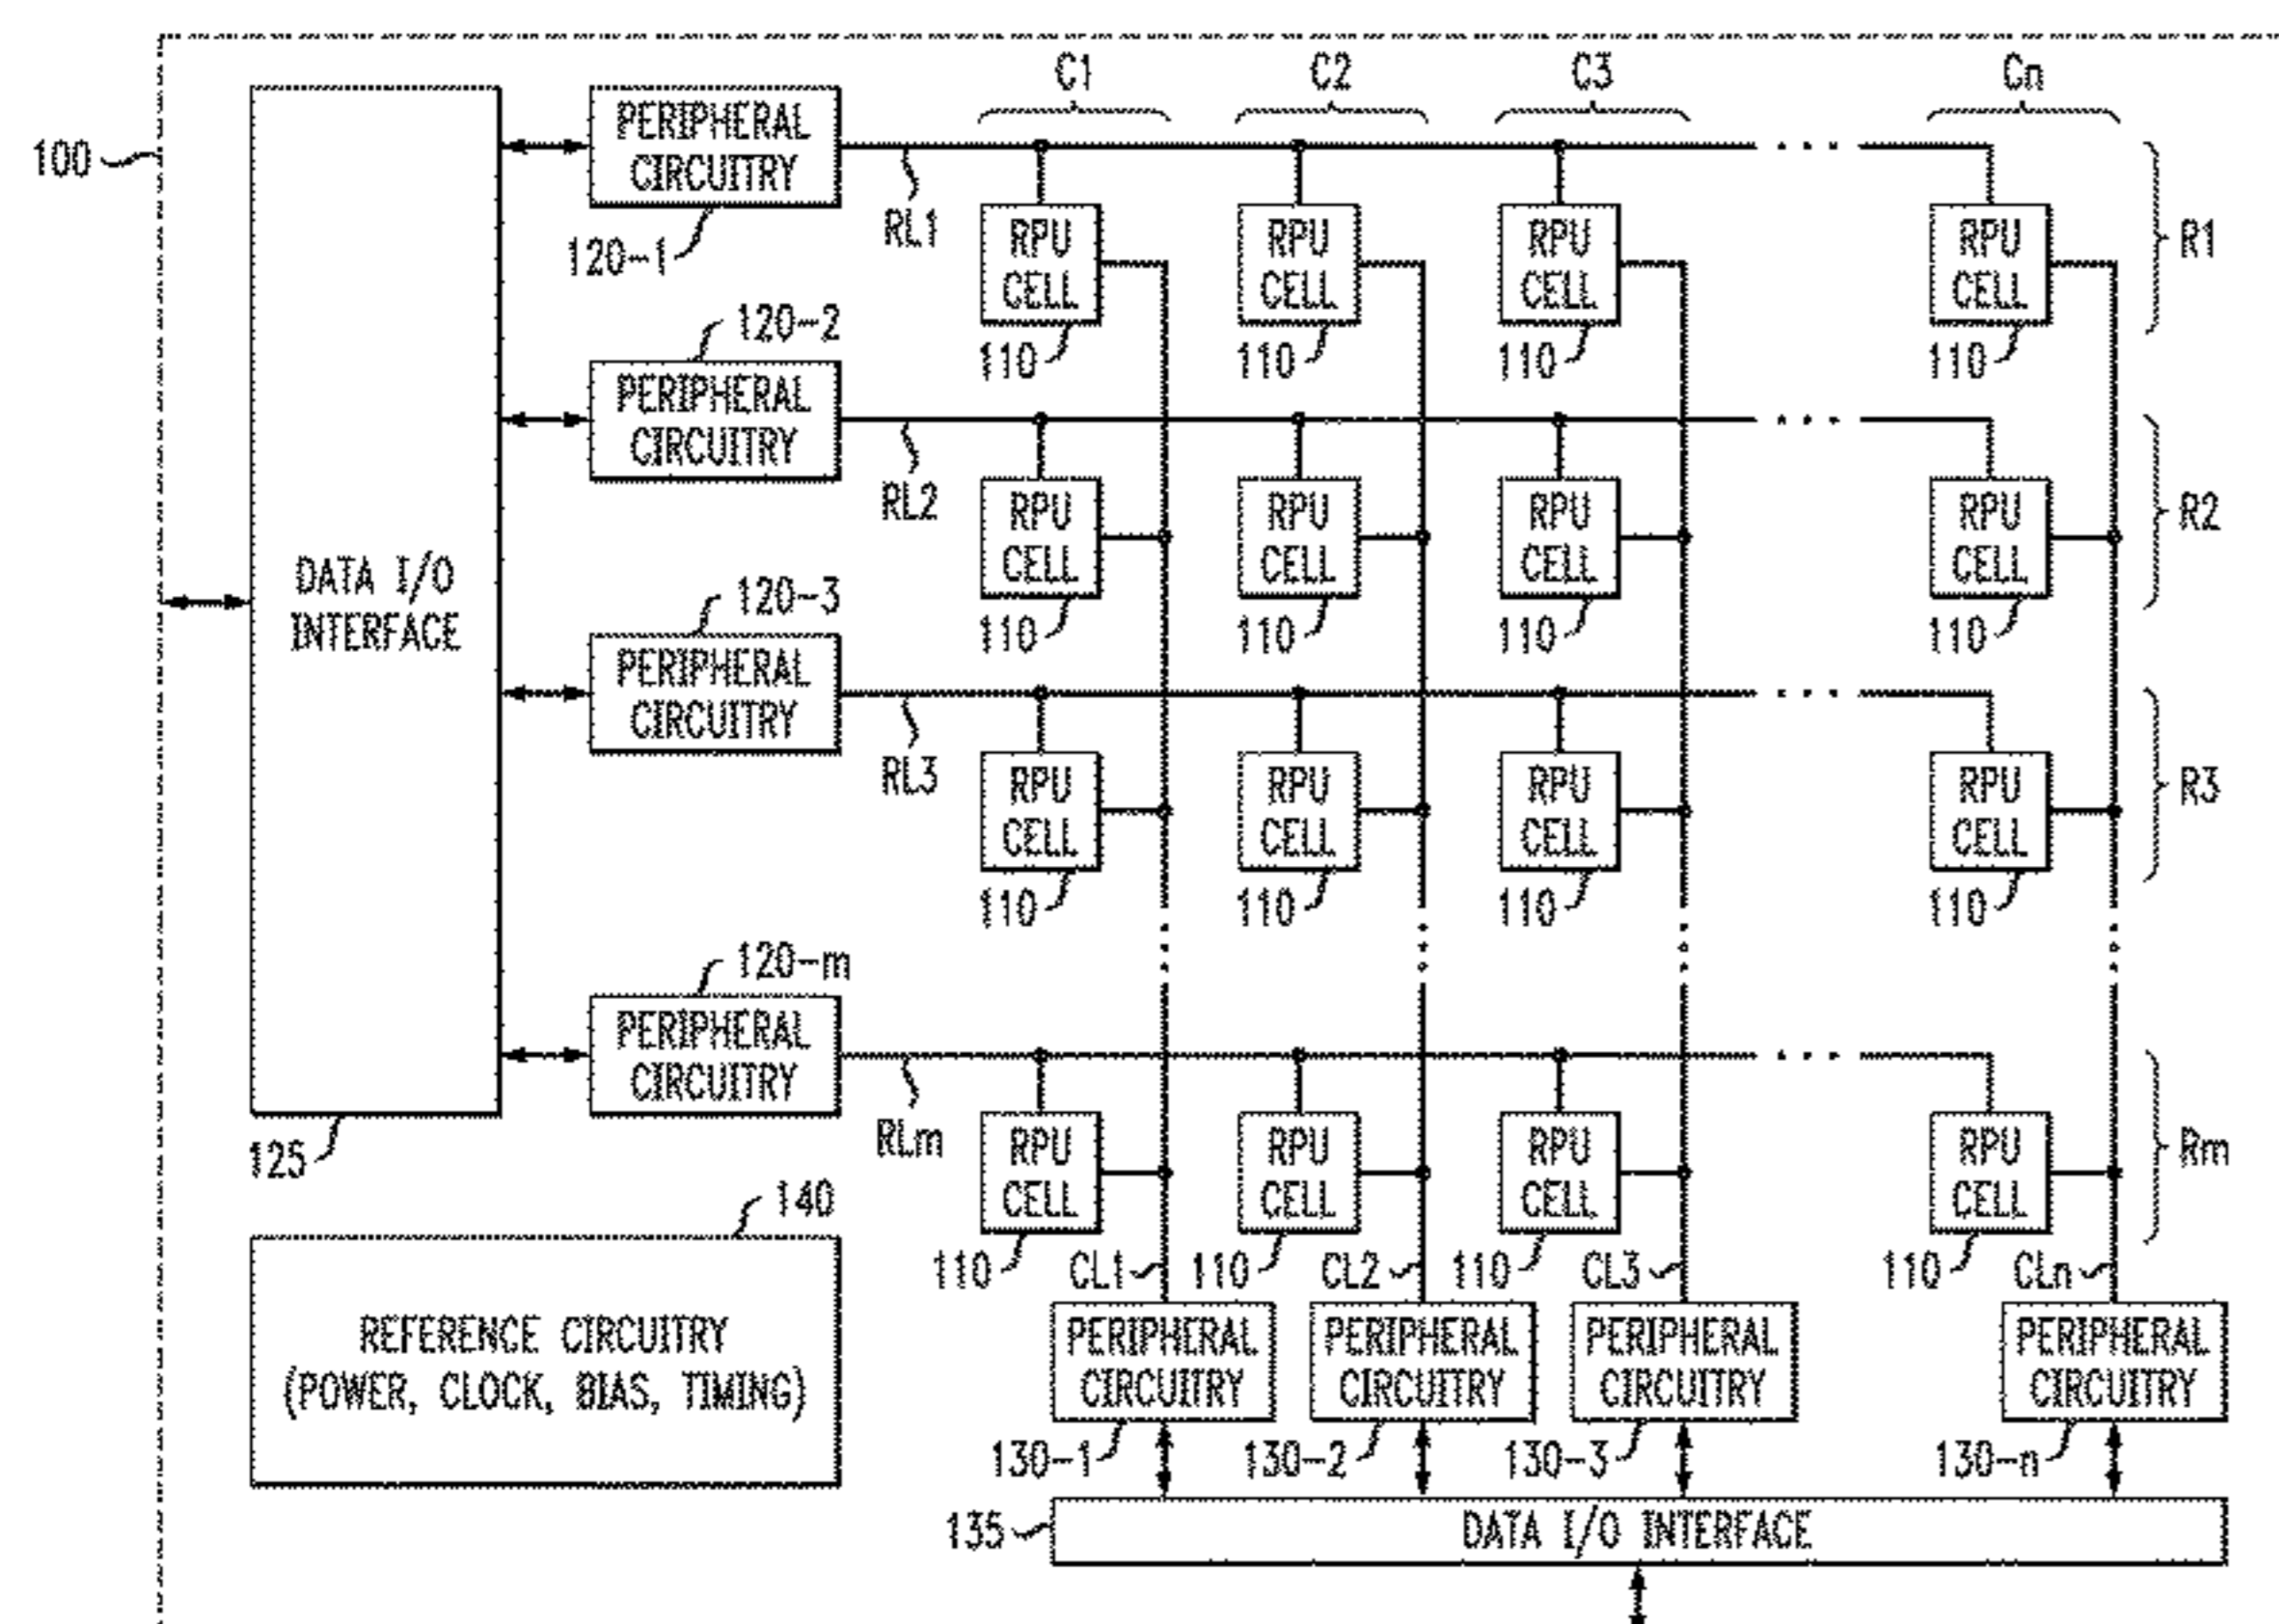 C1 C2 C3 Cn
100
PERIPHERAL
CIRCUITRY
120-1
RL1
RPU
CELL
110
RPU
CELL
110
RPU
CELL
110
RPU
CELL
110
R1
120-2
PERIPHERAL
CIRCUITRY
RL2
RPU
CELL
110
RPU
CELL
110
RPU
CELL
110
RPU
CELL
110
R2
DATA I/O
INTERFACE
120-3
PERIPHERAL
CIRCUITRY
RL3
RPU
CELL
110
RPU
CELL
110
RPU
CELL
110
RPU
CELL
110
R3
120-m
PERIPHERAL
CIRCUITRY
RLm
RPU
CELL
110
RPU
CELL
110
RPU
CELL
110
RPU
CELL
110
Rm
125
140
REFERENCE CIRCUITRY
(POWER, CLOCK, BIAS, TIMING)
CL1
CL2
CL3
CLn
PERIPHERAL
CIRCUITRY
130-1
PERIPHERAL
CIRCUITRY
130-2
PERIPHERAL
CIRCUITRY
130-3
PERIPHERAL
CIRCUITRY
130-n
135
DATA I/O INTERFACE